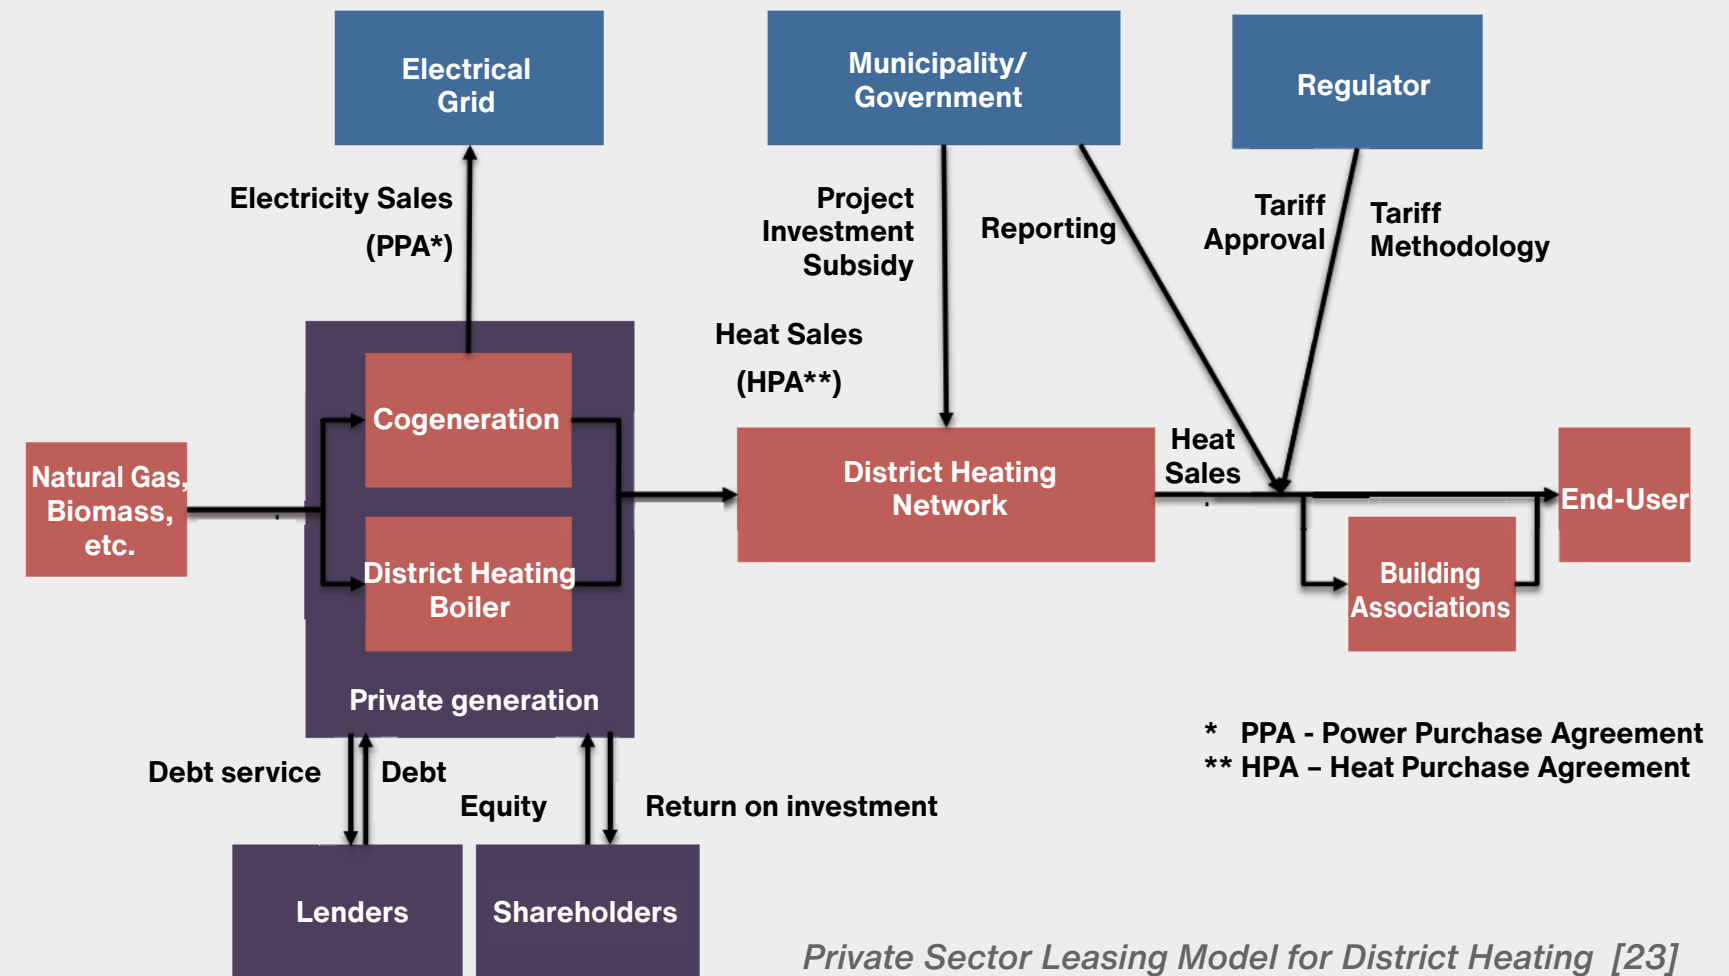 Electrical
Grid
Municipality/
Government
Regulator
Electricity Sales
(PPA*)
Project
Investment
Subsidy
Reporting
Tariff
Approval
Tariff
Methodology
Heat Sales
(HPA**)
Cogeneration
Natural Gas,
Biomass,
etc.
District Heating
Network
Heat
Sales
End-User
District Heating
Boiler
Building
Associations
Private generation
* PPA - Power Purchase Agreement
** HPA – Heat Purchase Agreement
Debt service
Debt
Equity
Return on investment
Lenders
Shareholders
Private Sector Leasing Model for District Heating [23]